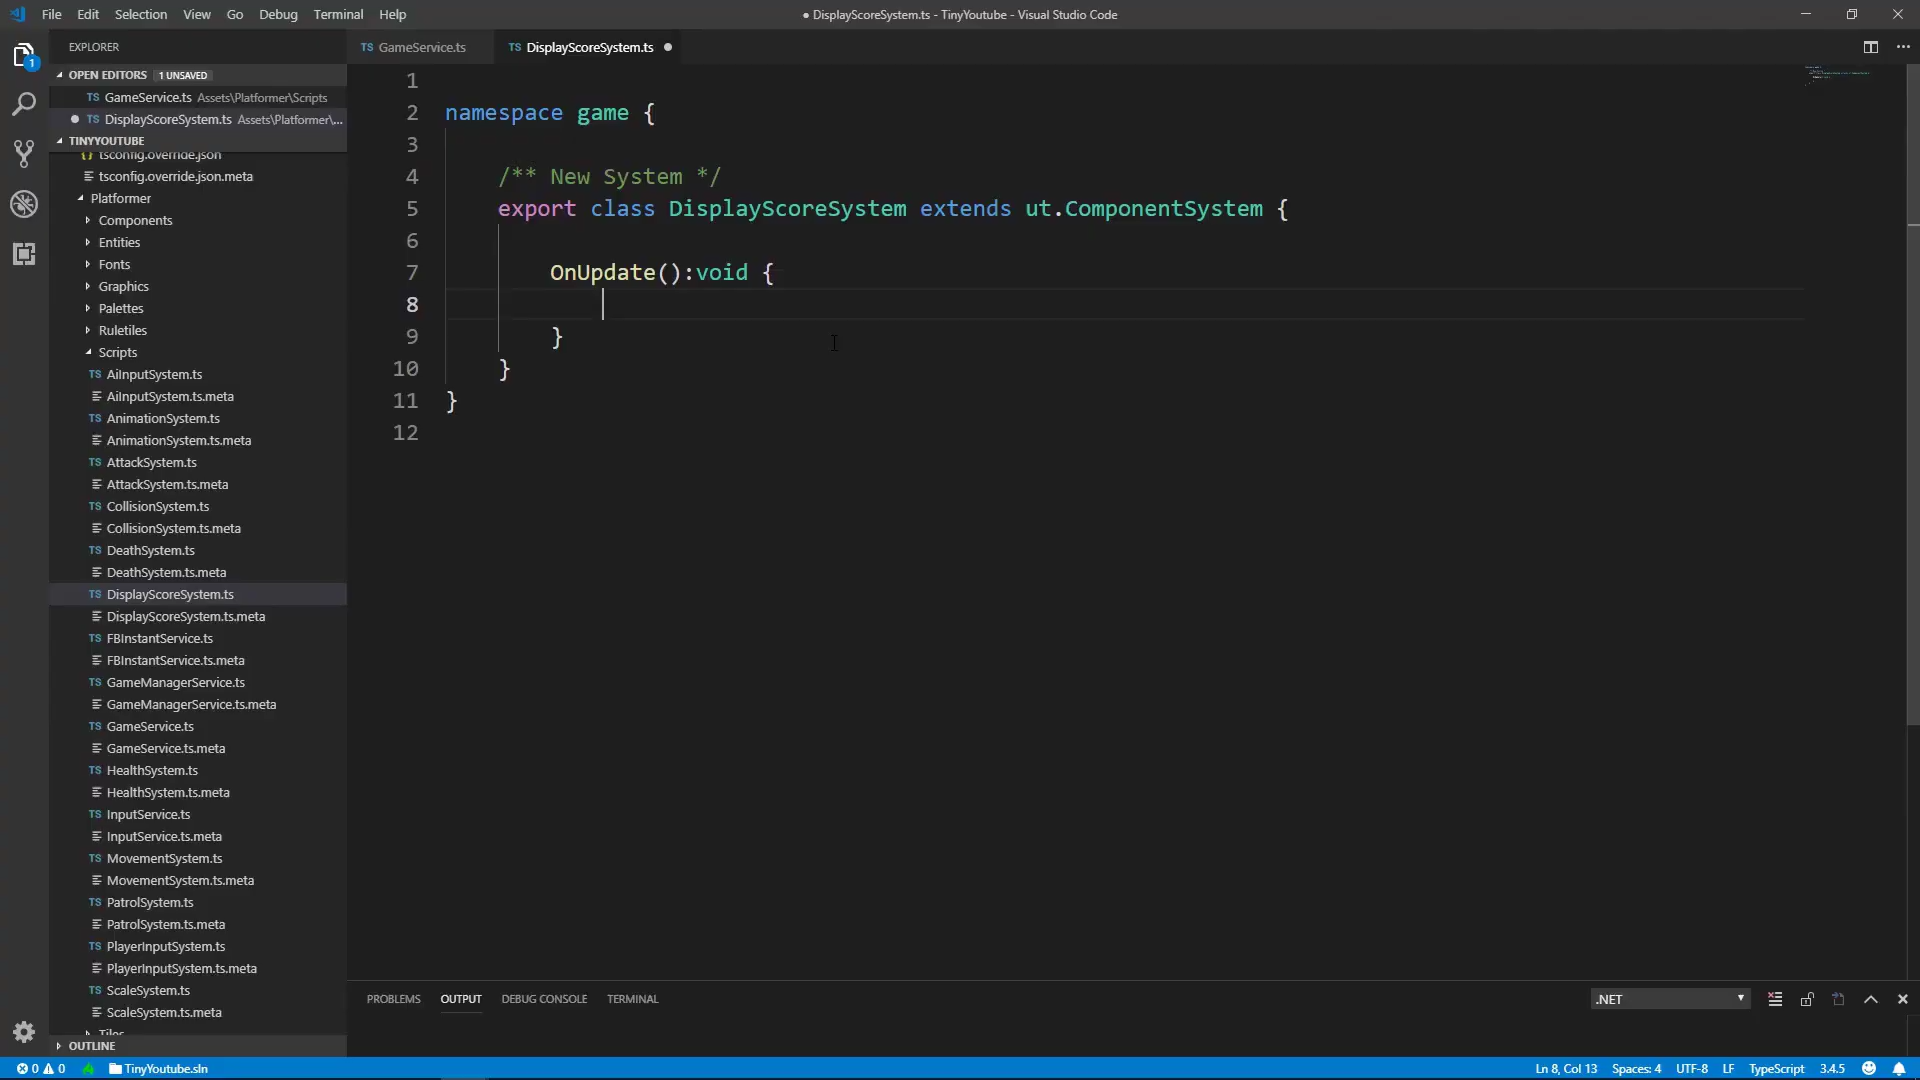 File Edit Selection View Go Debug Terminal Help
● DisplayScoreSystem.ts - TinyYoutube - Visual Studio Code
EXPLORER
OPEN EDITORS 1 UNSAVED
TS GameService.ts Assets\Platformer\Scripts
TS DisplayScoreSystem.ts Assets\Platformer\...
TINYYOUTUBE
{} tsconfig.override.json
tsconfig.override.json.meta
Platformer
Components
Entities
Fonts
Graphics
Palettes
Ruletiles
Scripts
TS AiInputSystem.ts
AiInputSystem.ts.meta
TS AnimationSystem.ts
AnimationSystem.ts.meta
TS AttackSystem.ts
AttackSystem.ts.meta
TS CollisionSystem.ts
CollisionSystem.ts.meta
TS DeathSystem.ts
DeathSystem.ts.meta
TS DisplayScoreSystem.ts
DisplayScoreSystem.ts.meta
TS FBInstantService.ts
FBInstantService.ts.meta
TS GameManagerService.ts
GameManagerService.ts.meta
TS GameService.ts
GameService.ts.meta
TS HealthSystem.ts
HealthSystem.ts.meta
TS InputService.ts
InputService.ts.meta
TS MovementSystem.ts
MovementSystem.ts.meta
TS PatrolSystem.ts
PatrolSystem.ts.meta
TS PlayerInputSystem.ts
PlayerInputSystem.ts.meta
TS ScaleSystem.ts
ScaleSystem.ts.meta
Tiles
OUTLINE
1
TS GameService.ts
TS DisplayScoreSystem.ts
1
2 namespace game {
3
4 /** New System */
5 export class DisplayScoreSystem extends ut.ComponentSystem {
6
7 OnUpdate():void {
8
9 }
10 }
11 }
12
PROBLEMS OUTPUT DEBUG CONSOLE TERMINAL
.NET
0 0 TinyYoutube.sln
Ln 8, Col 13 Spaces: 4 UTF-8 LF TypeScript 3.4.5